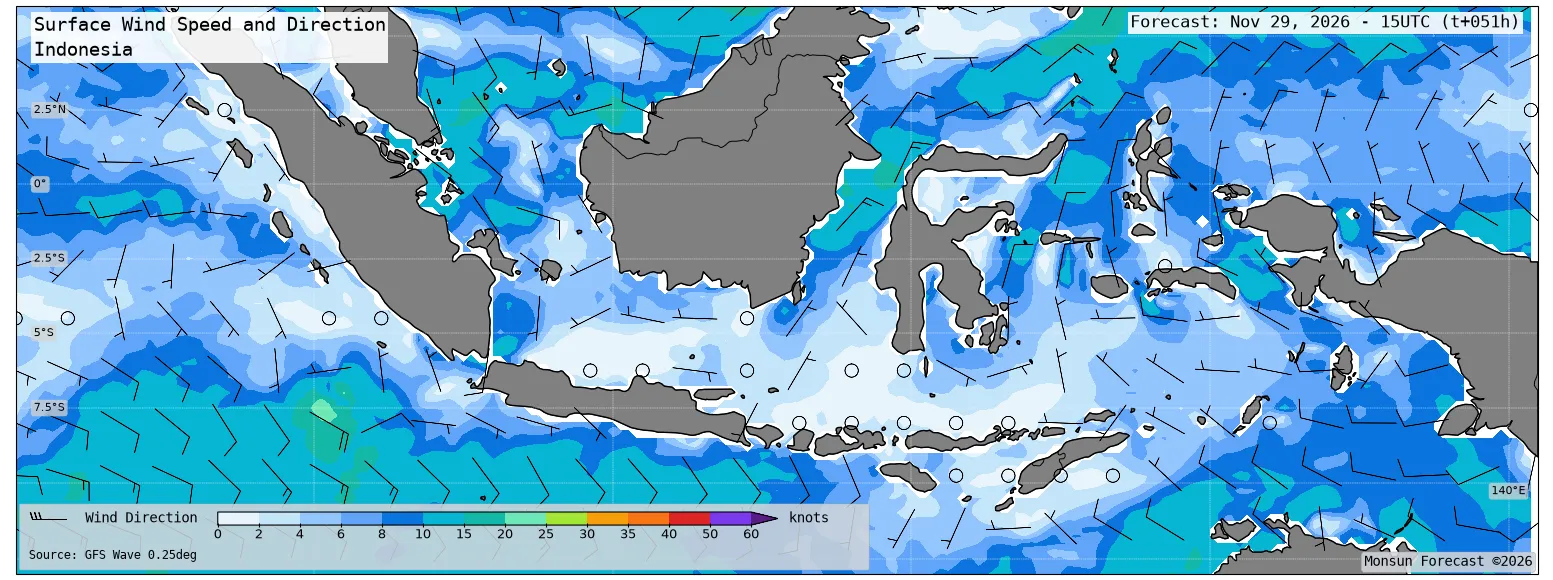 Surface Wind Speed and Direction
Indonesia
Forecast: Nov 29, 2026 - 15UTC (t+051h)
2.5°N
0°
2.5°S
5°S
7.5°S
140°E
Wind Direction
0 2 4 6 8 10 15 20 25 30 35 40 50 60
knots
Source: GFS Wave 0.25deg
Monsun Forecast ©2026